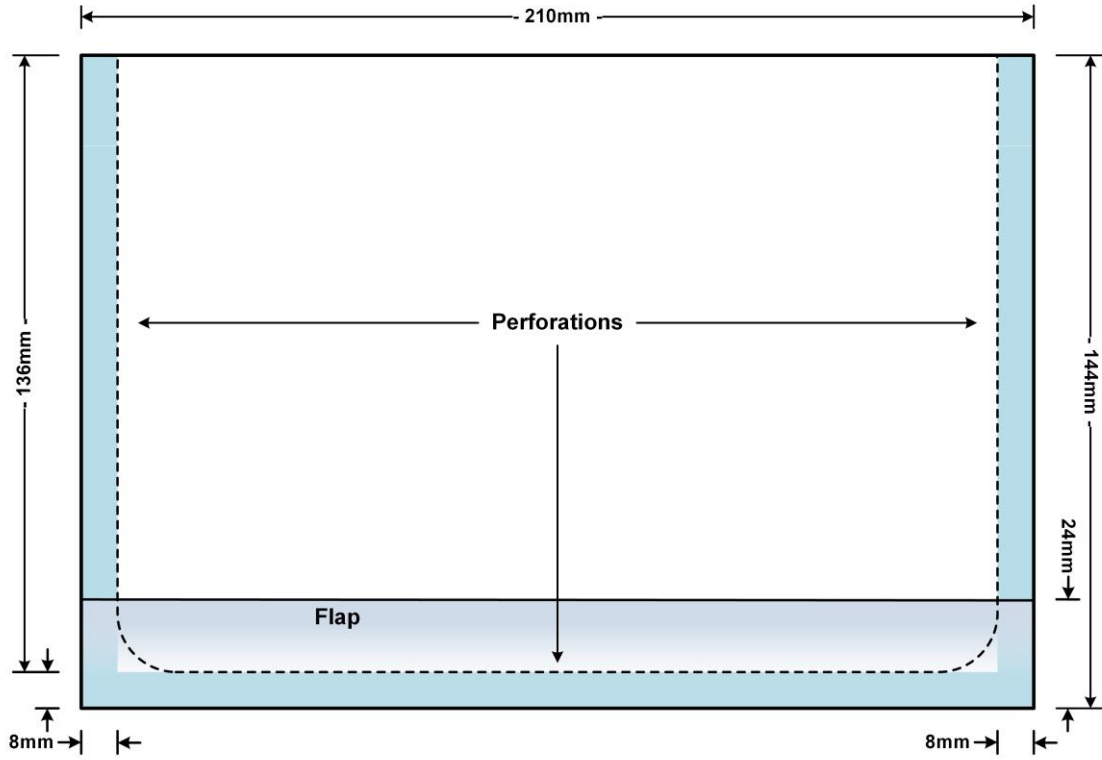 - 210mm -
Perforations
- 136mm -
- 144mm -
24mm
Flap
8mm
8mm